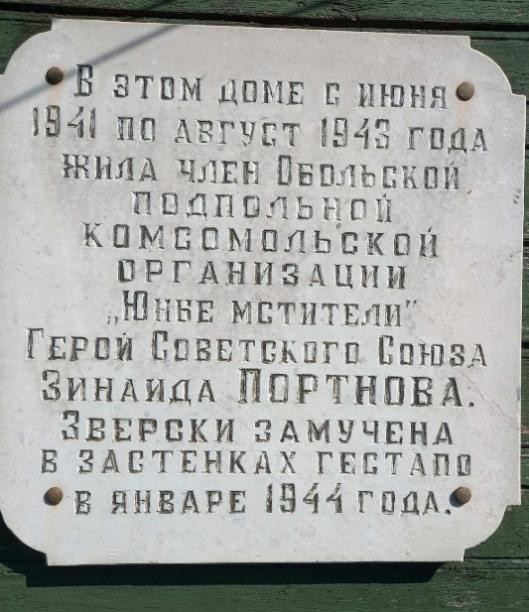 В этом доме с июня
1941 по август 1943 года
жила член Обольской
подпольной
комсомольской
организации
„Юные мстители"
Герой Советского Союза
Зинаида ПОРТНОВА.
Зверски замучена
в застенках гестапо
в январе 1944 года.